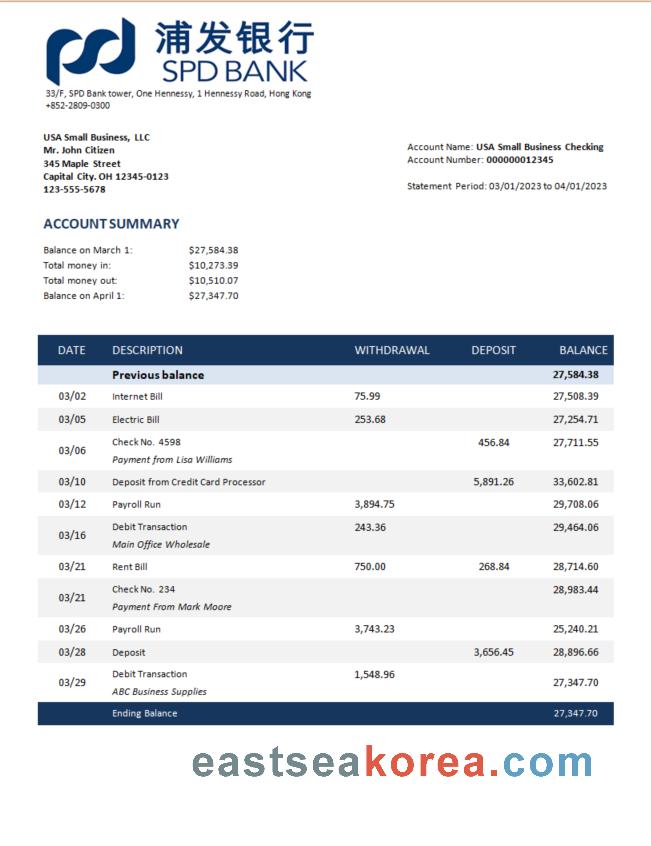 浦发银行
SPD BANK
33/F, SPD Bank tower, One Hennessy, 1 Hennessy Road, Hong Kong
+852-2809-0300
USA Small Business, LLC
Mr. John Citizen
345 Maple Street
Capital City. OH 12345-0123
123-555-5678
Account Name: USA Small Business Checking
Account Number: 000000012345
Statement Period: 03/01/2023 to 04/01/2023
ACCOUNT SUMMARY
Balance on March 1: $27,584.38
Total money in: $10,273.39
Total money out: $10,510.07
Balance on April 1: $27,347.70
DATE DESCRIPTION WITHDRAWAL DEPOSIT BALANCE
Previous balance 27,584.38
03/02 Internet Bill 75.99 27,508.39
03/05 Electric Bill 253.68 27,254.71
03/06 Check No. 4598 456.84 27,711.55
Payment from Lisa Williams
03/10 Deposit from Credit Card Processor 5,891.26 33,602.81
03/12 Payroll Run 3,894.75 29,708.06
03/16 Debit Transaction 243.36 29,464.06
Main Office Wholesale
03/21 Rent Bill 750.00 268.84 28,714.60
03/21 Check No. 234 28,983.44
Payment From Mark Moore
03/26 Payroll Run 3,743.23 25,240.21
03/28 Deposit 3,656.45 28,896.66
03/29 Debit Transaction 1,548.96 27,347.70
ABC Business Supplies
Ending Balance 27,347.70
eastseakorea.com